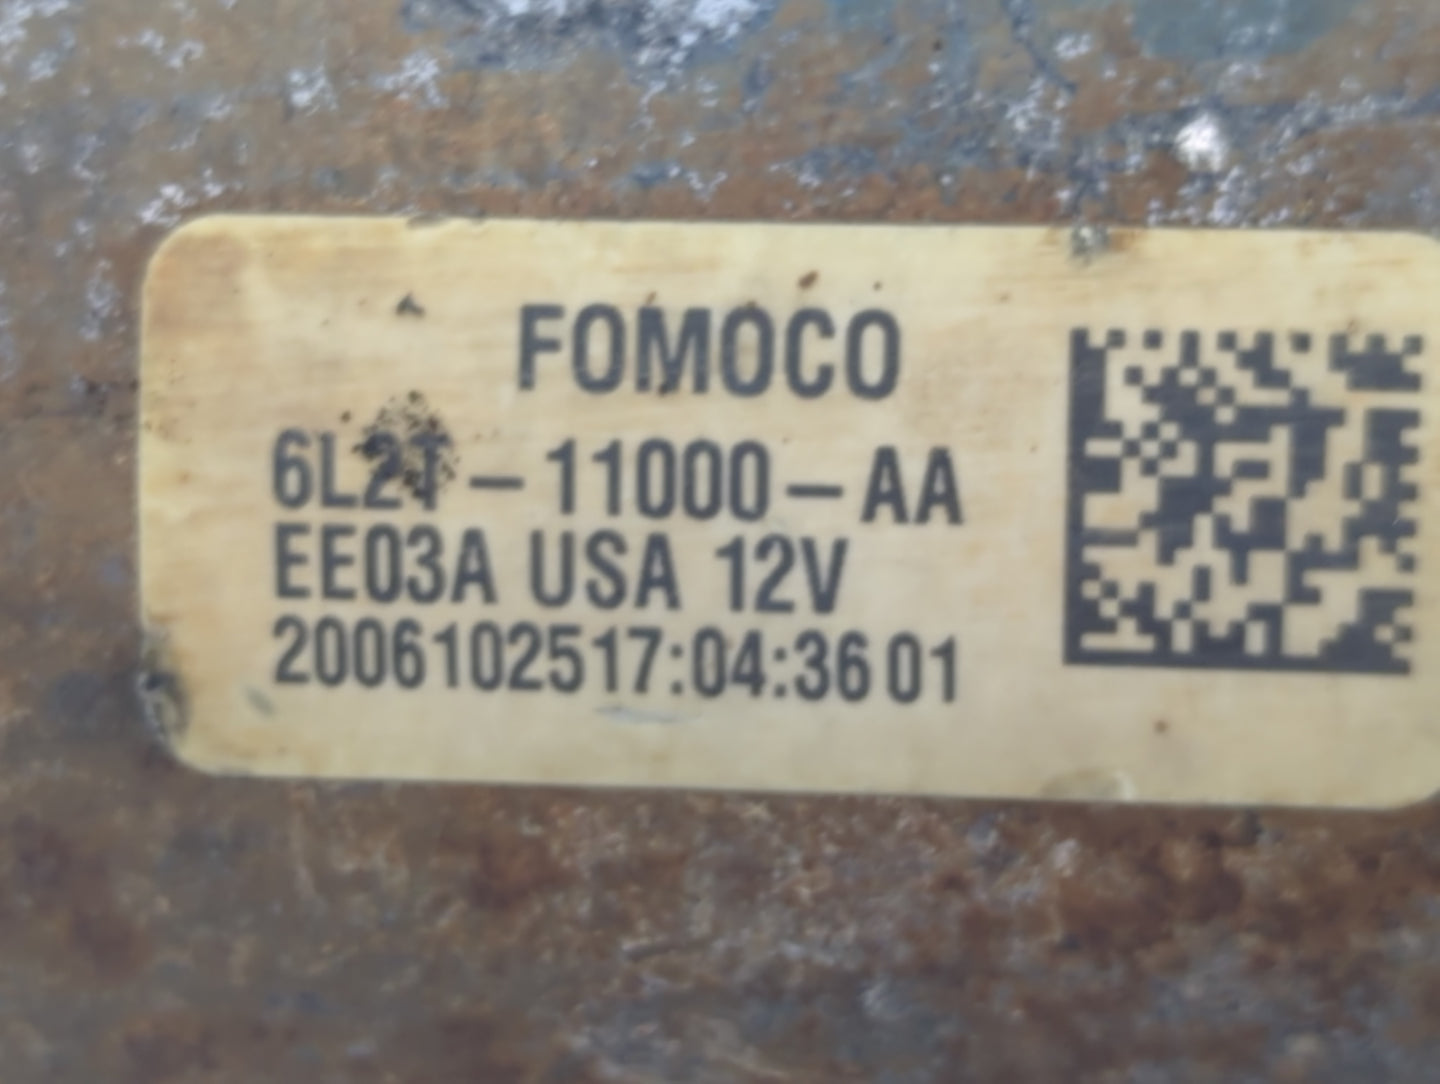 FOMOCO
6L2T-11000-AA
EE03A USA 12V
2006102517:04:36 01